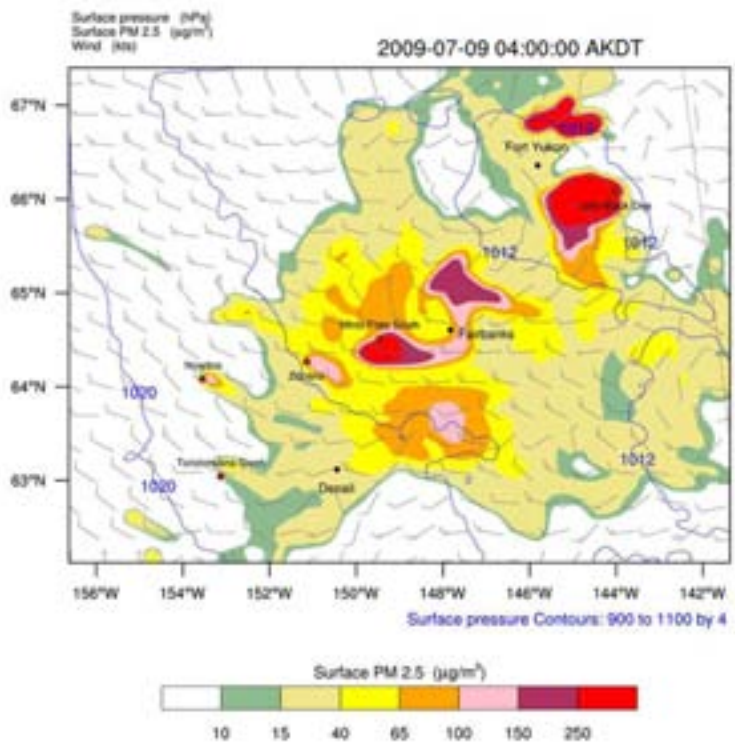 Surface pressure (hPa)
Surface PM 2.5 (µg/m³)
Wind (kts)
2009-07-09 04:00:00 AKDT
67°N
66°N
65°N
64°N
63°N
1012
Fort Yukon
1012
1012
Fairbanks
1020
1020
1012
Denali
156°W
154°W
152°W
150°W
148°W
146°W
144°W
142°W
Surface pressure Contours: 900 to 1100 by 4
Surface PM 2.5 (µg/m³)
10
15
40
65
100
150
250